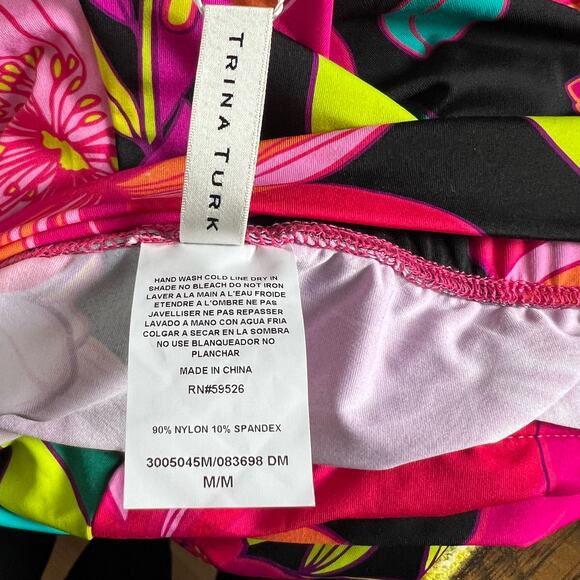 TRINA TURK
HAND WASH COLD LINE DRY IN
SHADE NO BLEACH DO NOT IRON
LAVER A LA MAIN A L'EAU FROIDE
ETENDRE A L'OMBRE NE PAS
JAVELLISER NE PAS REPASSER
LAVADO A MANO CON AGUA FRIA
COLGAR A SECAR EN LA SOMBRA
NO USE BLANQUEADOR NO
PLANCHAR
MADE IN CHINA
RN#59526
90% NYLON 10% SPANDEX
3005045M/083698 DM
M/M